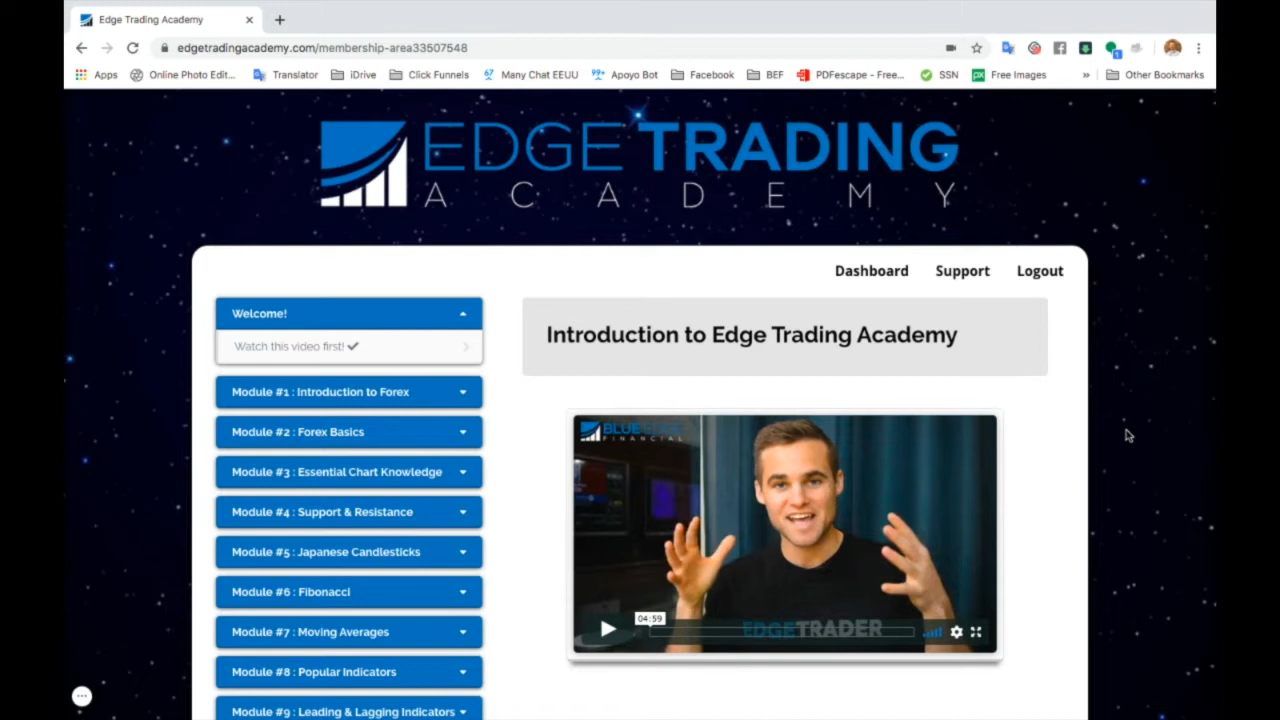 Edge Trading Academy
edgetradingacademy.com/membership-area33507548
Apps Online Photo Edit... Translator iDrive Click Funnels Many Chat EEUU Apoyo Bot Facebook BEF PDFescape - Free... SSN Free Images » Other Bookmarks
EDGE TRADING
ACADEMY
Dashboard Support Logout
Welcome!
Watch this video first!
Module #1 : Introduction to Forex
Module #2 : Forex Basics
Module #3 : Essential Chart Knowledge
Module #4 : Support & Resistance
Module #5 : Japanese Candlesticks
Module #6 : Fibonacci
Module #7 : Moving Averages
Module #8 : Popular Indicators
Module #9 : Leading & Lagging Indicators
Introduction to Edge Trading Academy
BLUE EDGE
FINANCIAL
04:59
EDGETRADER